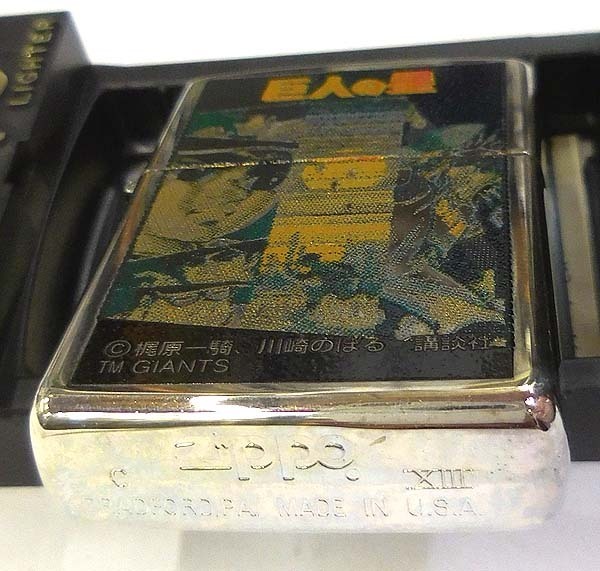 LIGHTER
巨人の星
©梶原一騎、川崎のぼる 講談社
TM GIANTS
Zippo
C XIII
BRADFORD.PA. MADE IN U.S.A.